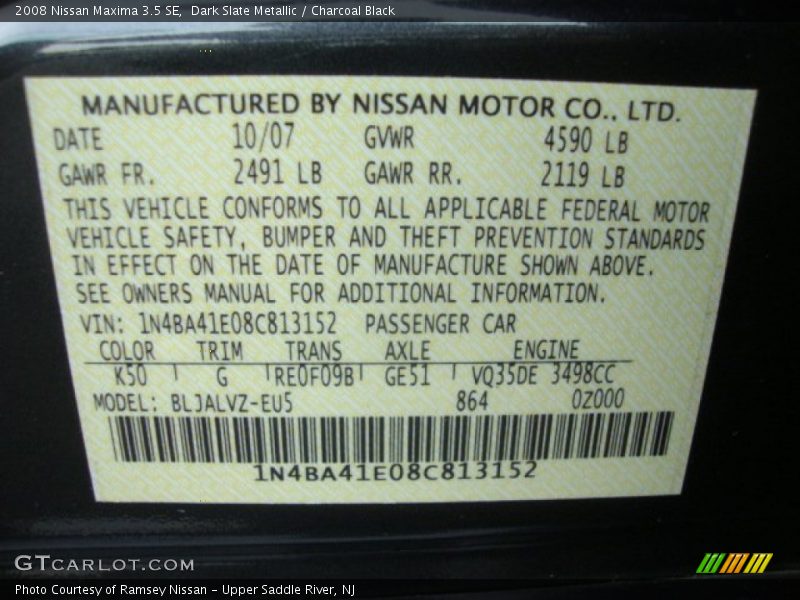 2008 Nissan Maxima 3.5 SE, Dark Slate Metallic / Charcoal Black
MANUFACTURED BY NISSAN MOTOR CO., LTD.
DATE 10/07 GVWR 4590 LB
GAWR FR. 2491 LB GAWR RR. 2119 LB
THIS VEHICLE CONFORMS TO ALL APPLICABLE FEDERAL MOTOR
VEHICLE SAFETY, BUMPER AND THEFT PREVENTION STANDARDS
IN EFFECT ON THE DATE OF MANUFACTURE SHOWN ABOVE.
SEE OWNERS MANUAL FOR ADDITIONAL INFORMATION.
VIN: 1N4BA41E08C813152 PASSENGER CAR
COLOR TRIM TRANS AXLE ENGINE
K50 G RE0F09B GE51 VQ35DE 3498CC
MODEL: BLJALVZ-EU5 864 0Z000
1N4BA41E08C813152
GTCARLOT.COM
Photo Courtesy of Ramsey Nissan - Upper Saddle River, NJ